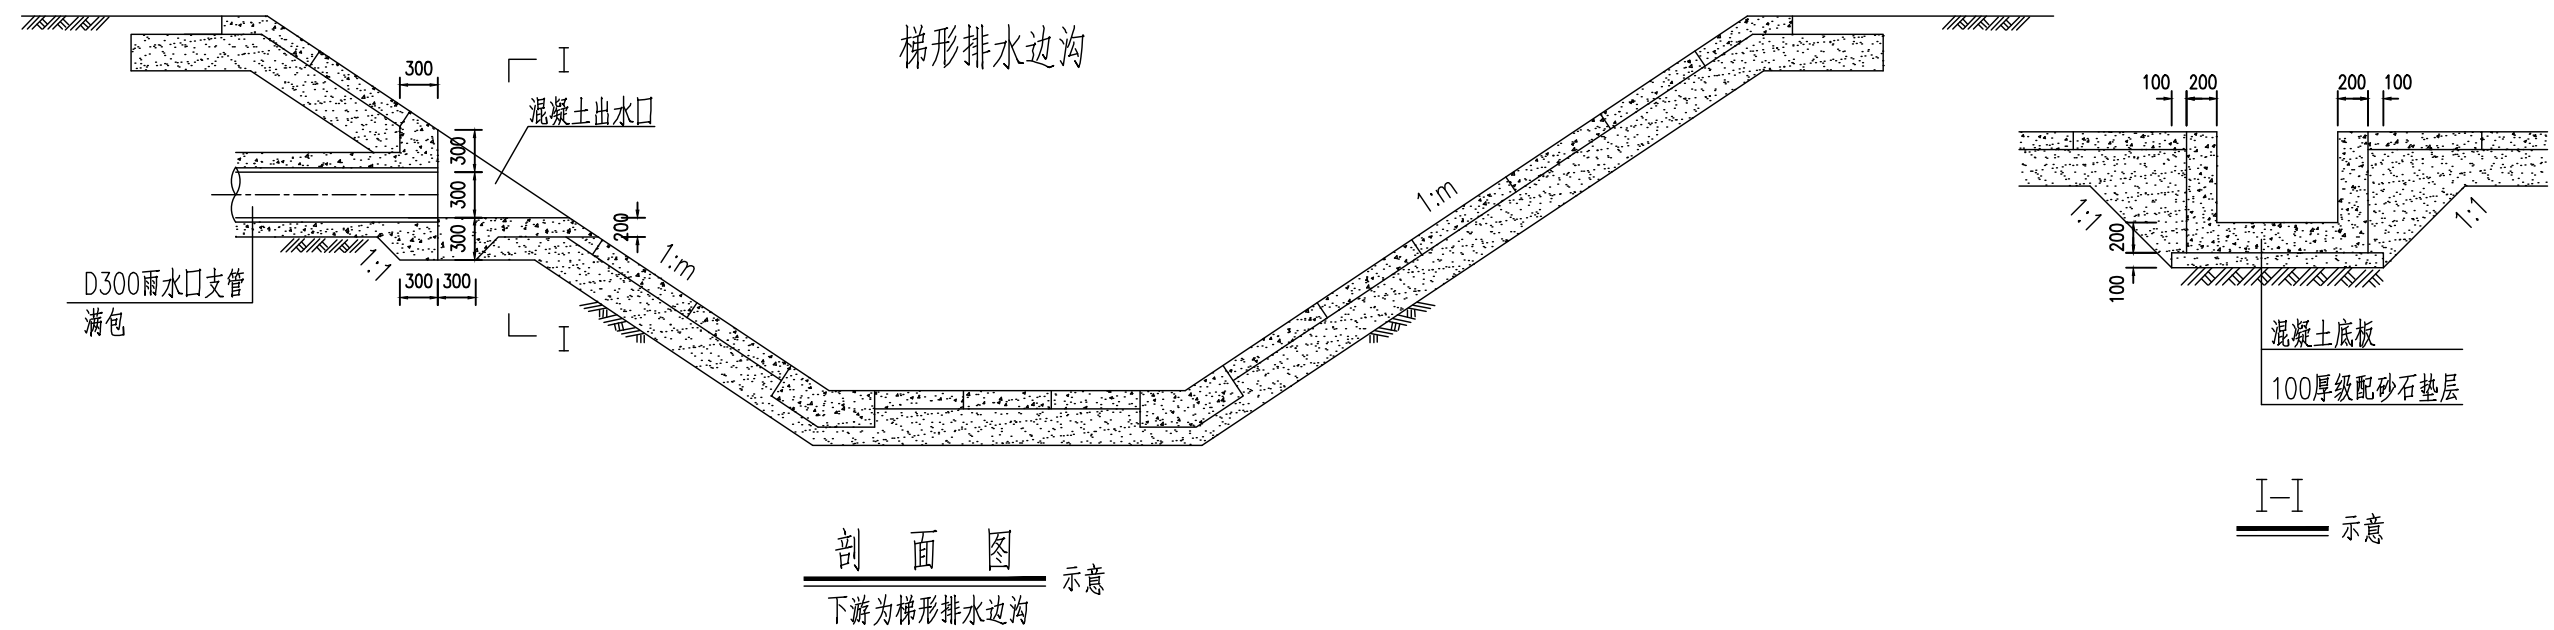 梯形排水边沟
I
300
混凝土出水口
300
300
300
200
1:m
1:m
1:1
300
300
D300雨水口支管
满包
I
剖 面 图
示意
下游为梯形排水边沟
100
200
200
100
1:1
1:1
200
100
混凝土底板
100厚级配砂石垫层
I—I
示意